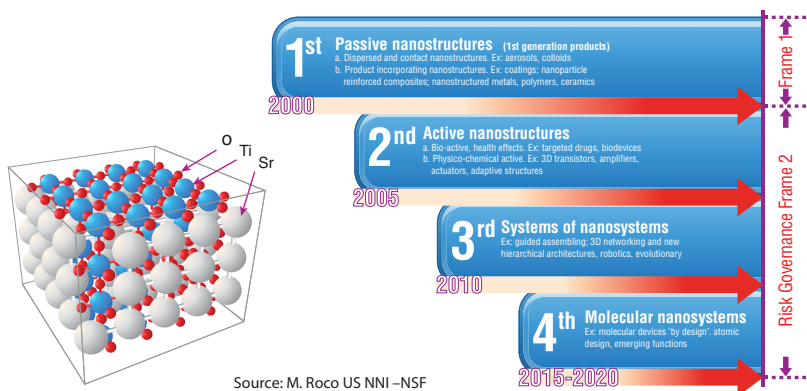 O
Ti
Sr
1st
Passive nanostructures (1st generation products)
a. Dispersed and contact nanostructures. Ex: aerosols, colloids
b. Product incorporating nanostructures. Ex: coatings; nanoparticle
reinforced composites; nanostructured metals, polymers, ceramics
2000
2nd
Active nanostructures
a. Bio-active, health effects. Ex: targeted drugs, biodevices
b. Physico-chemical active. Ex: 3D transistors, amplifiers,
actuators, adaptive structures
2005
3rd
Systems of nanosystems
Ex: guided assembling; 3D networking and new
hierarchical architectures, robotics, evolutionary
2010
4th
Molecular nanosystems
Ex: molecular devices 'by design'. atomic
design, emerging functions
2015-2020
Frame 1
Risk Governance Frame 2
Source: M. Roco US NNI –NSF